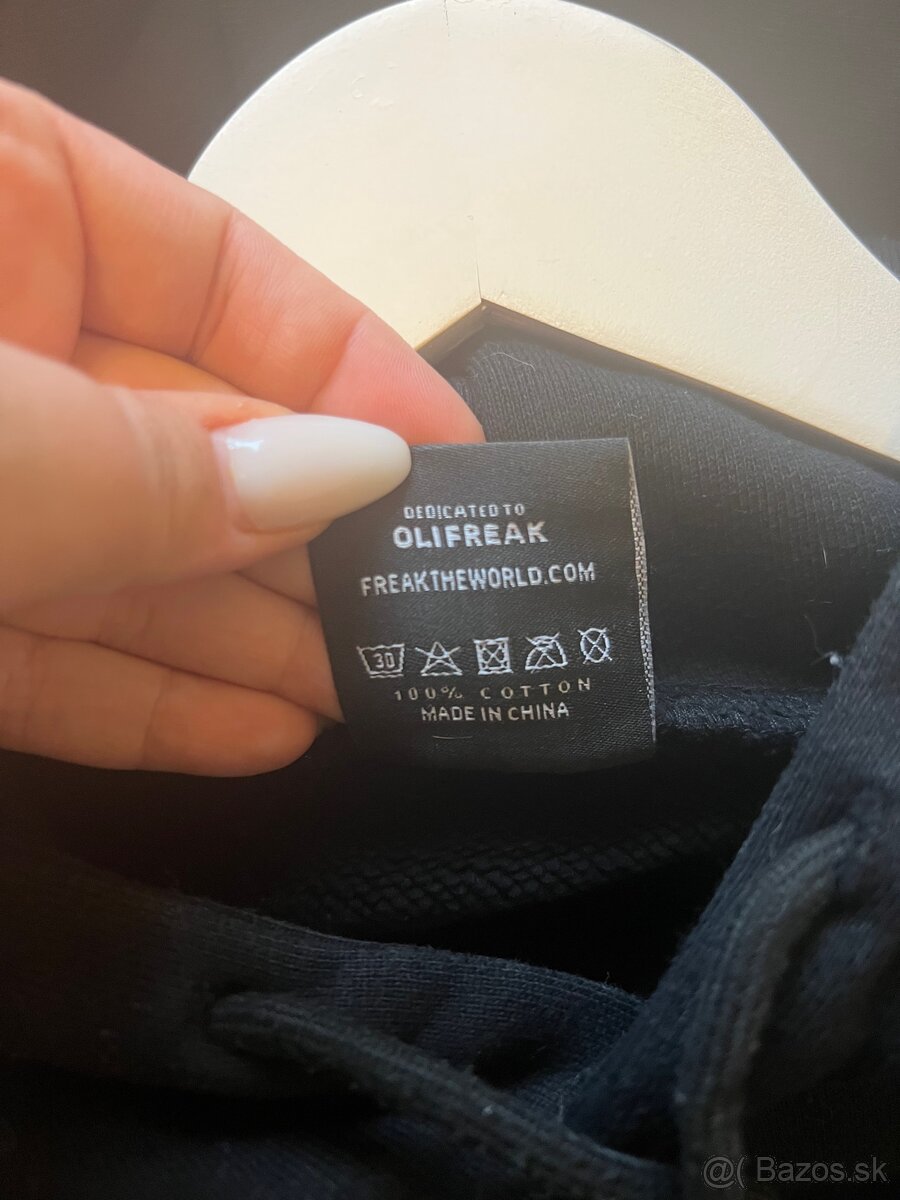 DEDICATED TO
OLIFREAK
FREAKTHEWORLD.COM
30
100% COTTON
MADE IN CHINA
@( Bazos.sk